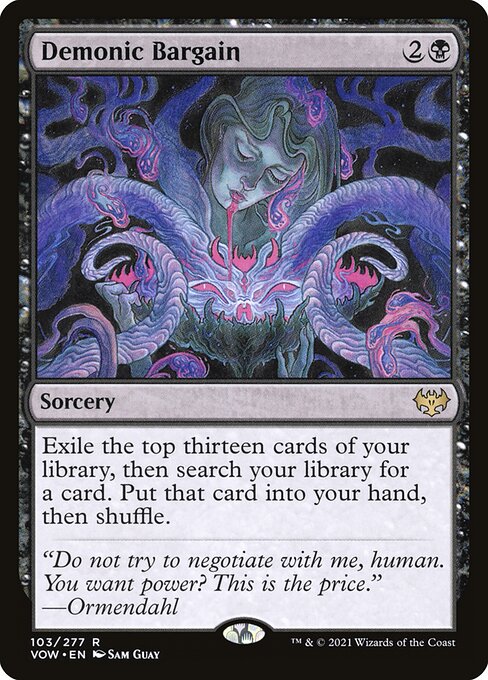 Demonic Bargain 2
Sorcery
Exile the top thirteen cards of your
library, then search your library for
a card. Put that card into your hand,
then shuffle.
“Do not try to negotiate with me, human.
You want power? This is the price.”
—Ormendahl
103/277 R
VOW • EN Sam Guay
™ & © 2021 Wizards of the Coast